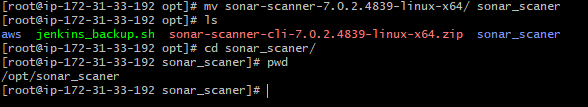 [root@ip-172-31-33-192 opt]# mv sonar-scanner-7.0.2.4839-linux-x64/ sonar_scaner
[root@ip-172-31-33-192 opt]# ls
aws  jenkins_backup.sh  sonar-scanner-cli-7.0.2.4839-linux-x64.zip  sonar_scaner
[root@ip-172-31-33-192 opt]# cd sonar_scaner/
[root@ip-172-31-33-192 sonar_scaner]# pwd
/opt/sonar_scaner
[root@ip-172-31-33-192 sonar_scaner]#